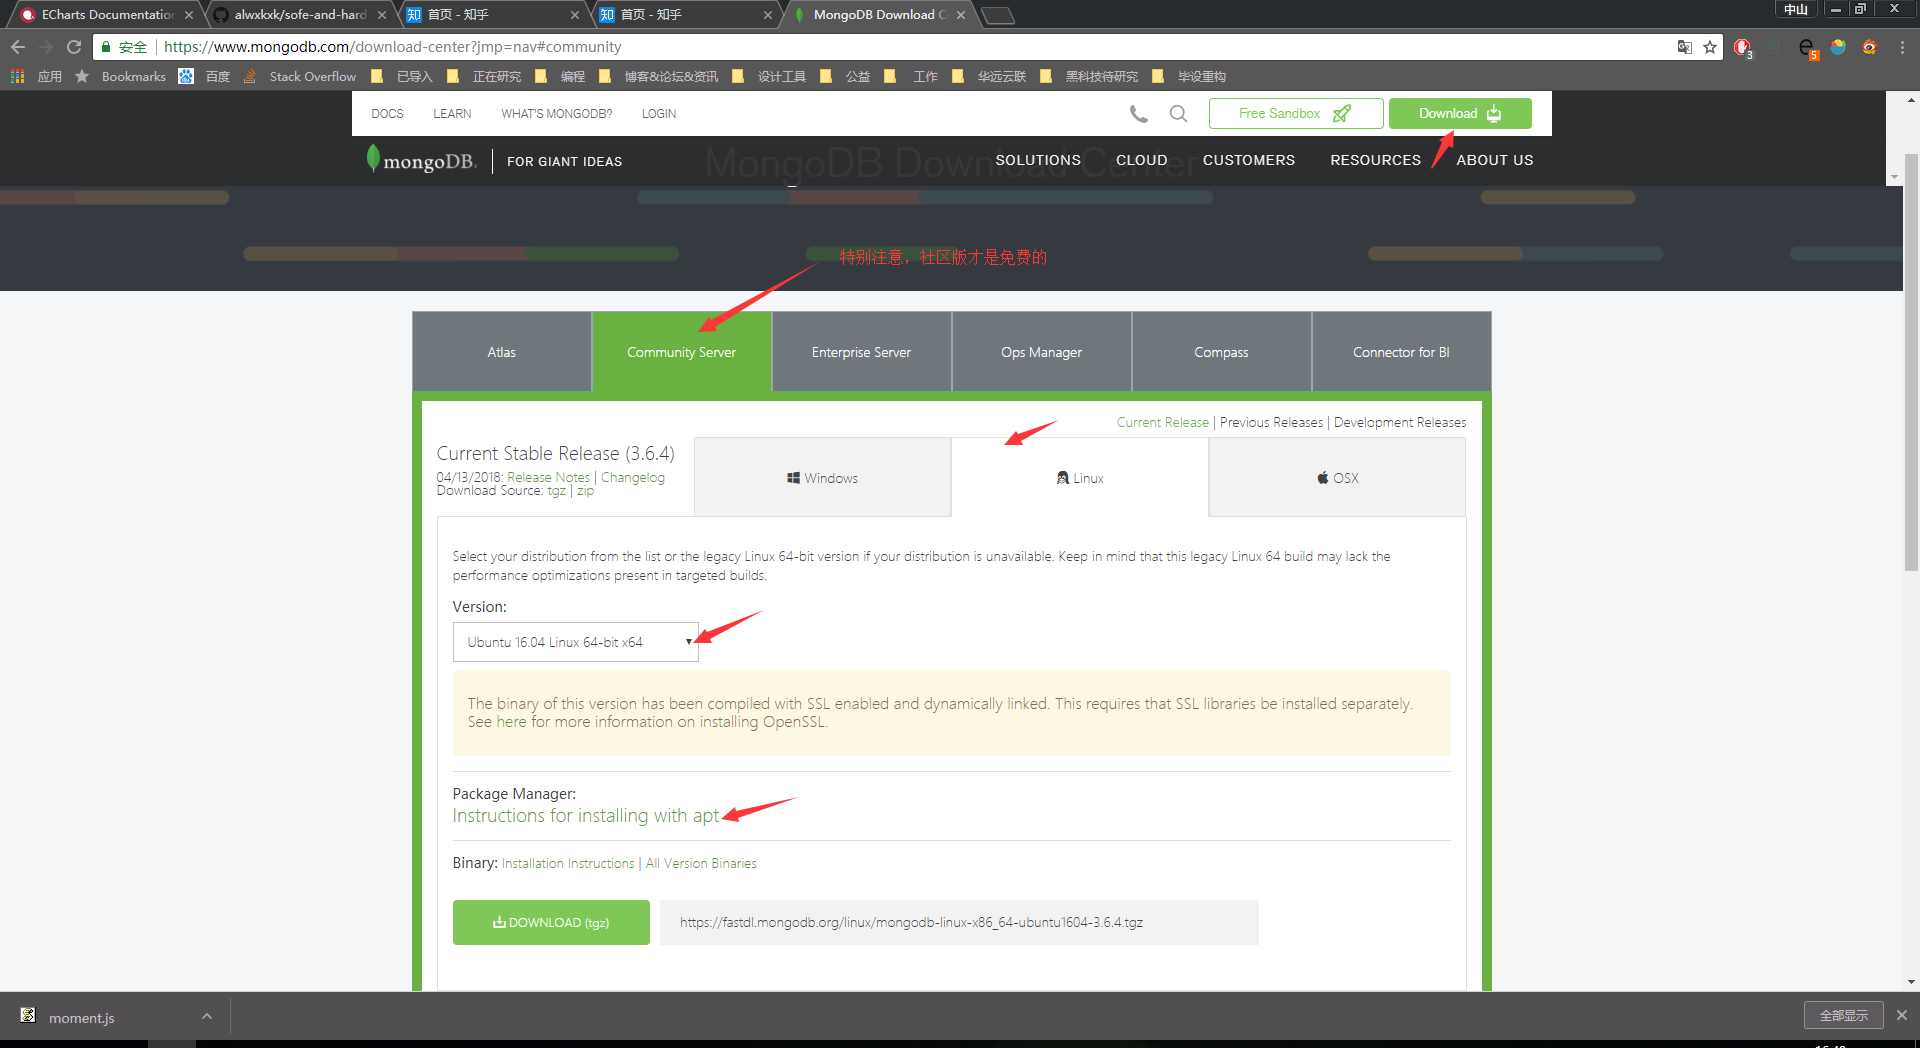 ECharts Documentation
alwxkxk/sofe-and-hard
首页 - 知乎
首页 - 知乎
MongoDB Download C
中山
安全 https://www.mongodb.com/download-center?jmp=nav#community
3
5
应用 Bookmarks 百度 Stack Overflow 已导入 正在研究 编程 博客&论坛&资讯 设计工具 公益 工作 华远云联 黑科技待研究 毕设重构
DOCS LEARN WHAT'S MONGODB? LOGIN Free Sandbox Download
mongoDB. FOR GIANT IDEAS SOLUTIONS CLOUD CUSTOMERS RESOURCES ABOUT US
MongoDB Download Center
特别注意，社区版才是免费的
Atlas Community Server Enterprise Server Ops Manager Compass Connector for BI
Current Release | Previous Releases | Development Releases
Current Stable Release (3.6.4)
04/13/2018: Release Notes | Changelog
Download Source: tgz | zip
Windows Linux OSX
Select your distribution from the list or the legacy Linux 64-bit version if your distribution is unavailable. Keep in mind that this legacy Linux 64 build may lack the
performance optimizations present in targeted builds.
Version:
Ubuntu 16.04 Linux 64-bit x64
The binary of this version has been compiled with SSL enabled and dynamically linked. This requires that SSL libraries be installed separately.
See here for more information on installing OpenSSL.
Package Manager:
Instructions for installing with apt
Binary: Installation Instructions | All Version Binaries
DOWNLOAD (tgz) https://fastdl.mongodb.org/linux/mongodb-linux-x86_64-ubuntu1604-3.6.4.tgz
moment.js 全部显示